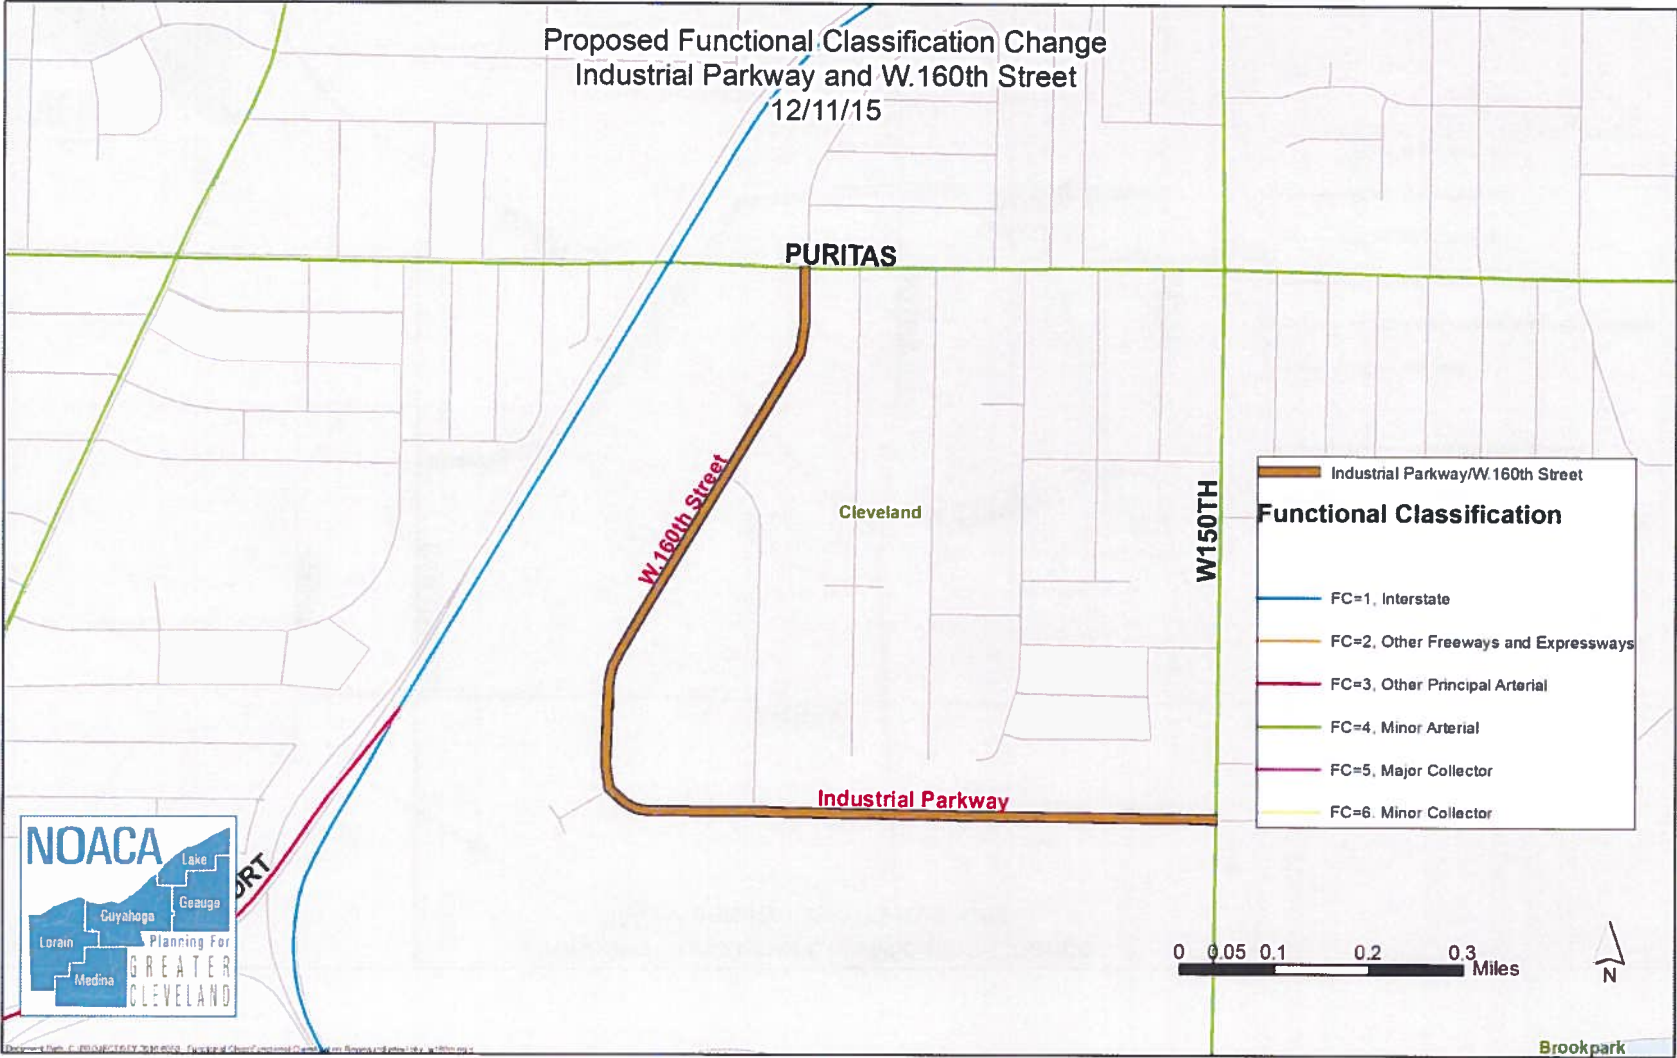 Proposed Functional Classification Change
Industrial Parkway and W.160th Street
12/11/15
PURITAS
W.160th Street
Cleveland
W150TH
Industrial Parkway/W.160th Street
Functional Classification
FC=1, Interstate
FC=2, Other Freeways and Expressways
FC=3, Other Principal Arterial
FC=4, Minor Arterial
FC=5, Major Collector
FC=6. Minor Collector
Industrial Parkway
ORT
NOACA
Lake
Geauga
Cuyahoga
Lorain
Medina
Planning For
GREATER
CLEVELAND
0 0.05 0.1 0.2 0.3
Miles
N
Brookpark